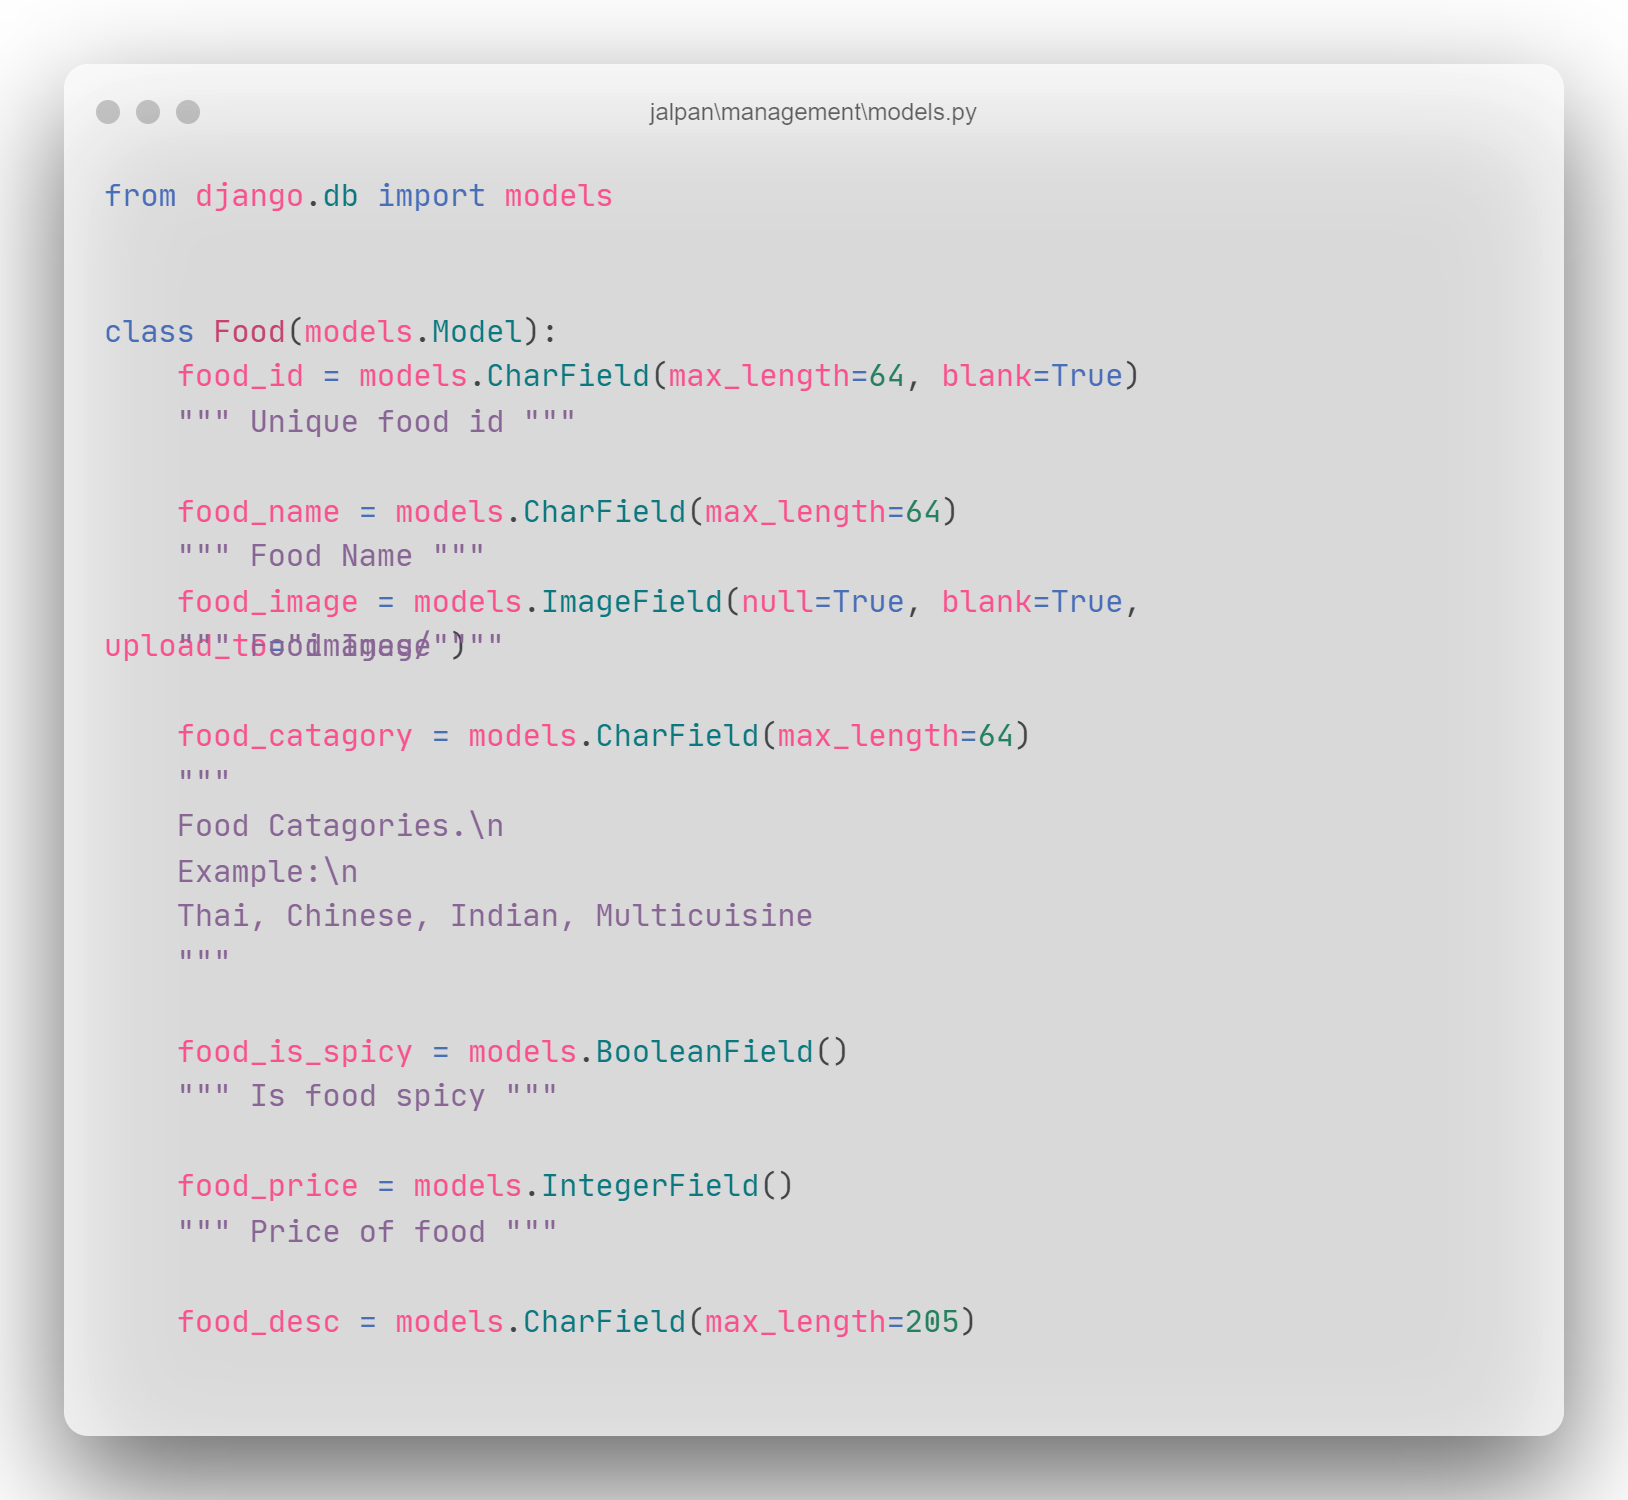 jalpan\management\models.py
from django.db import models
class Food(models.Model):
    food_id = models.CharField(max_length=64, blank=True)
    """ Unique food id """
    food_name = models.CharField(max_length=64)
    """ Food Name """
    food_image = models.ImageField(null=True, blank=True,
upload_to="images/")
    """ Food Image """
    food_catagory = models.CharField(max_length=64)
    """
    Food Catagories.\n
    Example:\n
    Thai, Chinese, Indian, Multicuisine
    """
    food_is_spicy = models.BooleanField()
    """ Is food spicy """
    food_price = models.IntegerField()
    """ Price of food """
    food_desc = models.CharField(max_length=205)